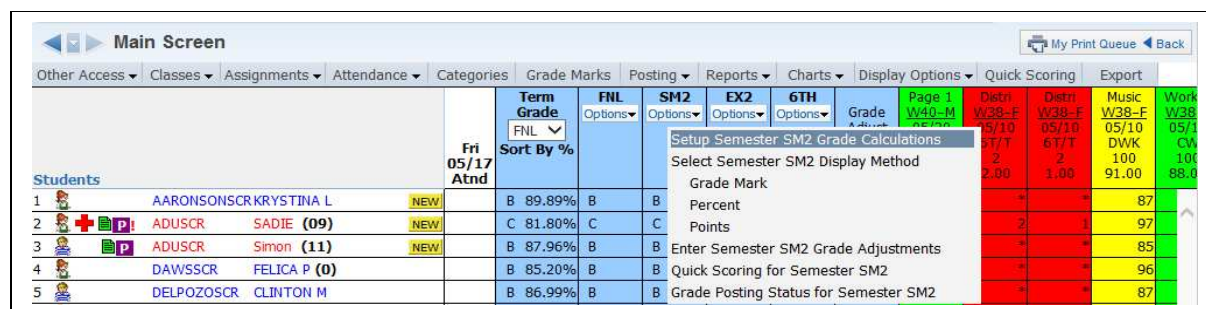 Main Screen
My Print Queue Back
Other Access Classes Assignments Attendance Categories Grade Marks Posting Reports Charts Display Options Quick Scoring Export
Students
Fri
05/17
Atnd
Term
Grade
FNL
Sort By %
FNL
Options
SM2
Options
EX2
Options
6TH
Options
Grade
Page 1
W40-M
Distri
W38-F
05/10
6T/T
2
2.00
Distri
W38-F
05/10
6T/T
2
1.00
Music
W38-F
05/10
DWK
100
91.00
Work
W38
05/1
CW
100
88.0
Setup Semester SM2 Grade Calculations
Select Semester SM2 Display Method
Grade Mark
Percent
Points
Enter Semester SM2 Grade Adjustments
Quick Scoring for Semester SM2
Grade Posting Status for Semester SM2
1 AARONSONSCR KRYSTINA L NEW B 89.89% B B * * 87
2 P! ADUSCR SADIE (09) NEW C 81.80% C C 2 1 97
3 P ADUSCR Simon (11) NEW B 87.96% B B * * 85
4 DAWSSCR FELICA P (0) B 85.20% B B * * 96
5 DELPOZOSCR CLINTON M B 86.99% B B * * 87